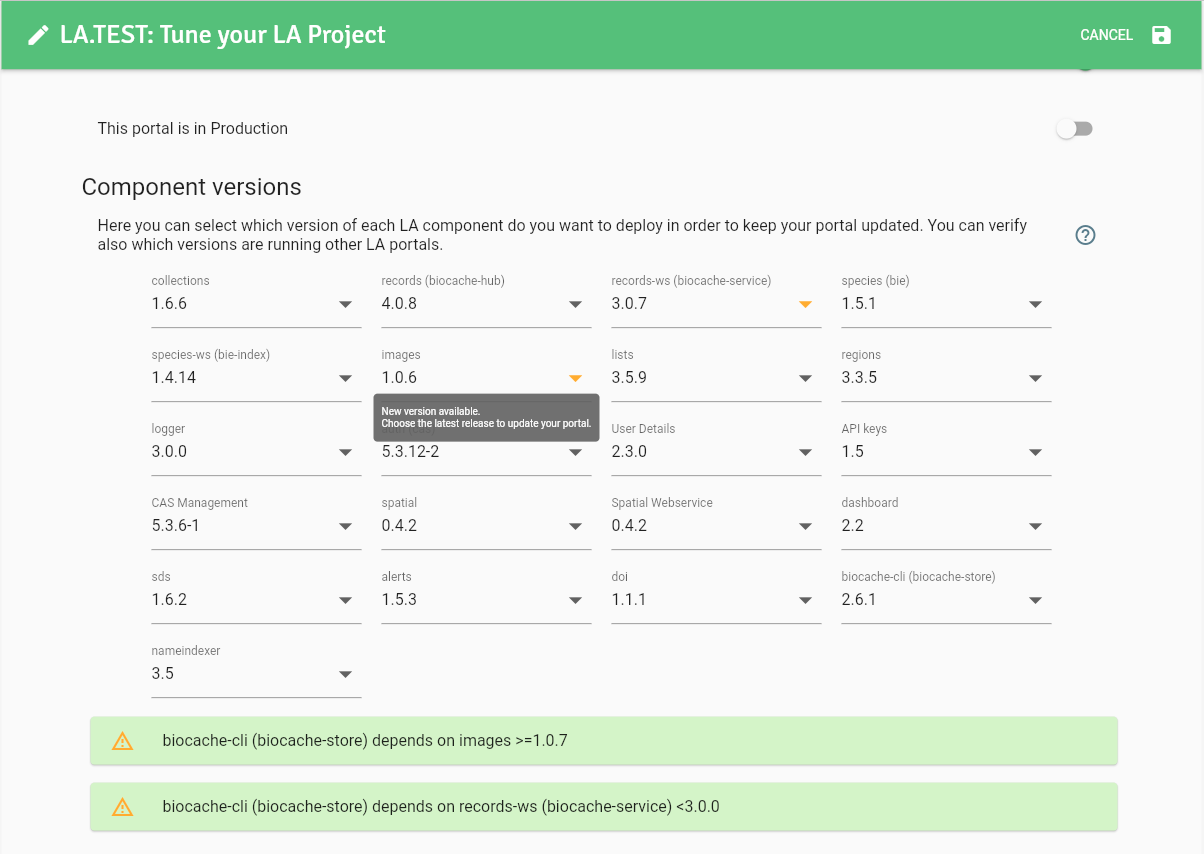 LA.TEST: Tune your LA Project
CANCEL
This portal is in Production
Component versions
Here you can select which version of each LA component do you want to deploy in order to keep your portal updated. You can verify
also which versions are running other LA portals.
collections
1.6.6
records (biocache-hub)
4.0.8
records-ws (biocache-service)
3.0.7
species (bie)
1.5.1
species-ws (bie-index)
1.4.14
images
1.0.6
lists
3.5.9
regions
3.3.5
New version available.
Choose the latest release to update your portal.
logger
3.0.0
5.3.12-2
User Details
2.3.0
API keys
1.5
CAS Management
5.3.6-1
spatial
0.4.2
Spatial Webservice
0.4.2
dashboard
2.2
sds
1.6.2
alerts
1.5.3
doi
1.1.1
biocache-cli (biocache-store)
2.6.1
nameindexer
3.5
biocache-cli (biocache-store) depends on images >=1.0.7
biocache-cli (biocache-store) depends on records-ws (biocache-service) <3.0.0